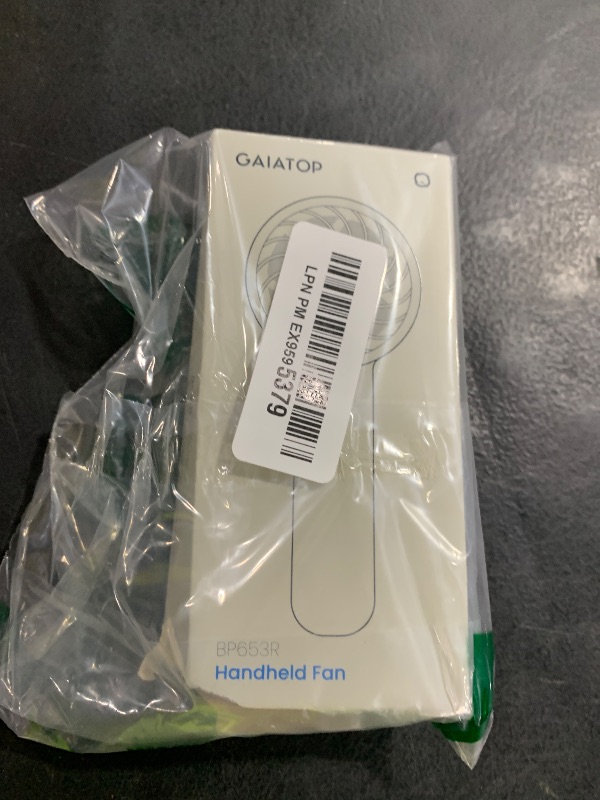 GAIATOP
LPN PM EX9595379
BP653R
Handheld Fan